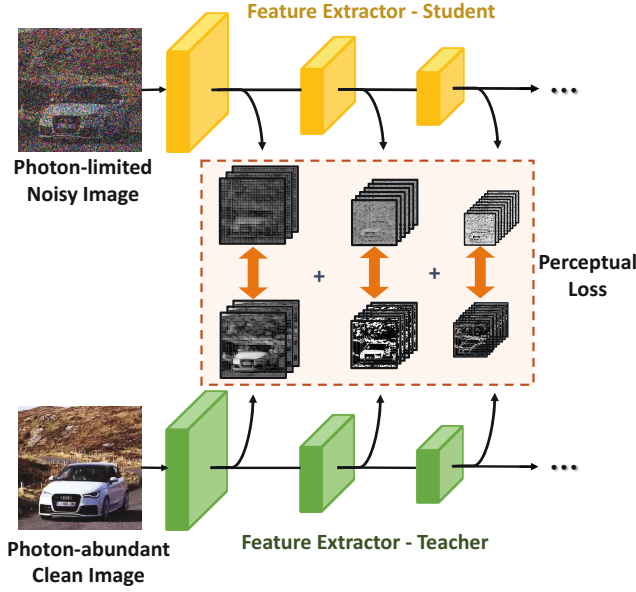 Feature Extractor - Student
Photon-limited
Noisy Image
+
+
Perceptual
Loss
Photon-abundant
Clean Image
Feature Extractor - Teacher
...
...